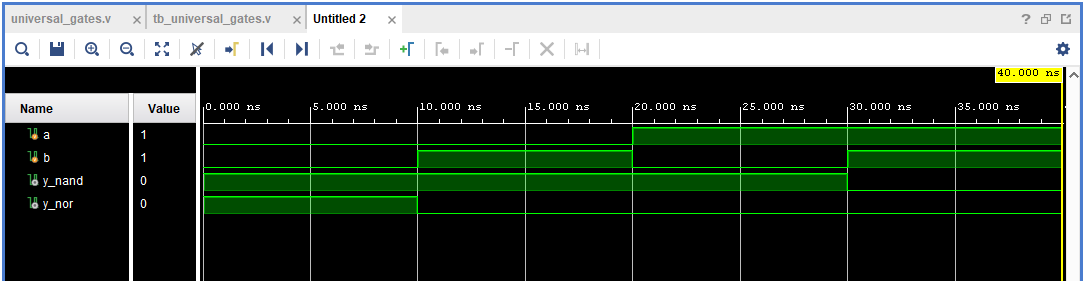 universal_gates.v × tb_universal_gates.v × Untitled 2 ×
40.000 ns
Name Value 0.000 ns 5.000 ns 10.000 ns 15.000 ns 20.000 ns 25.000 ns 30.000 ns 35.000 ns
a 1
b 1
y_nand 0
y_nor 0